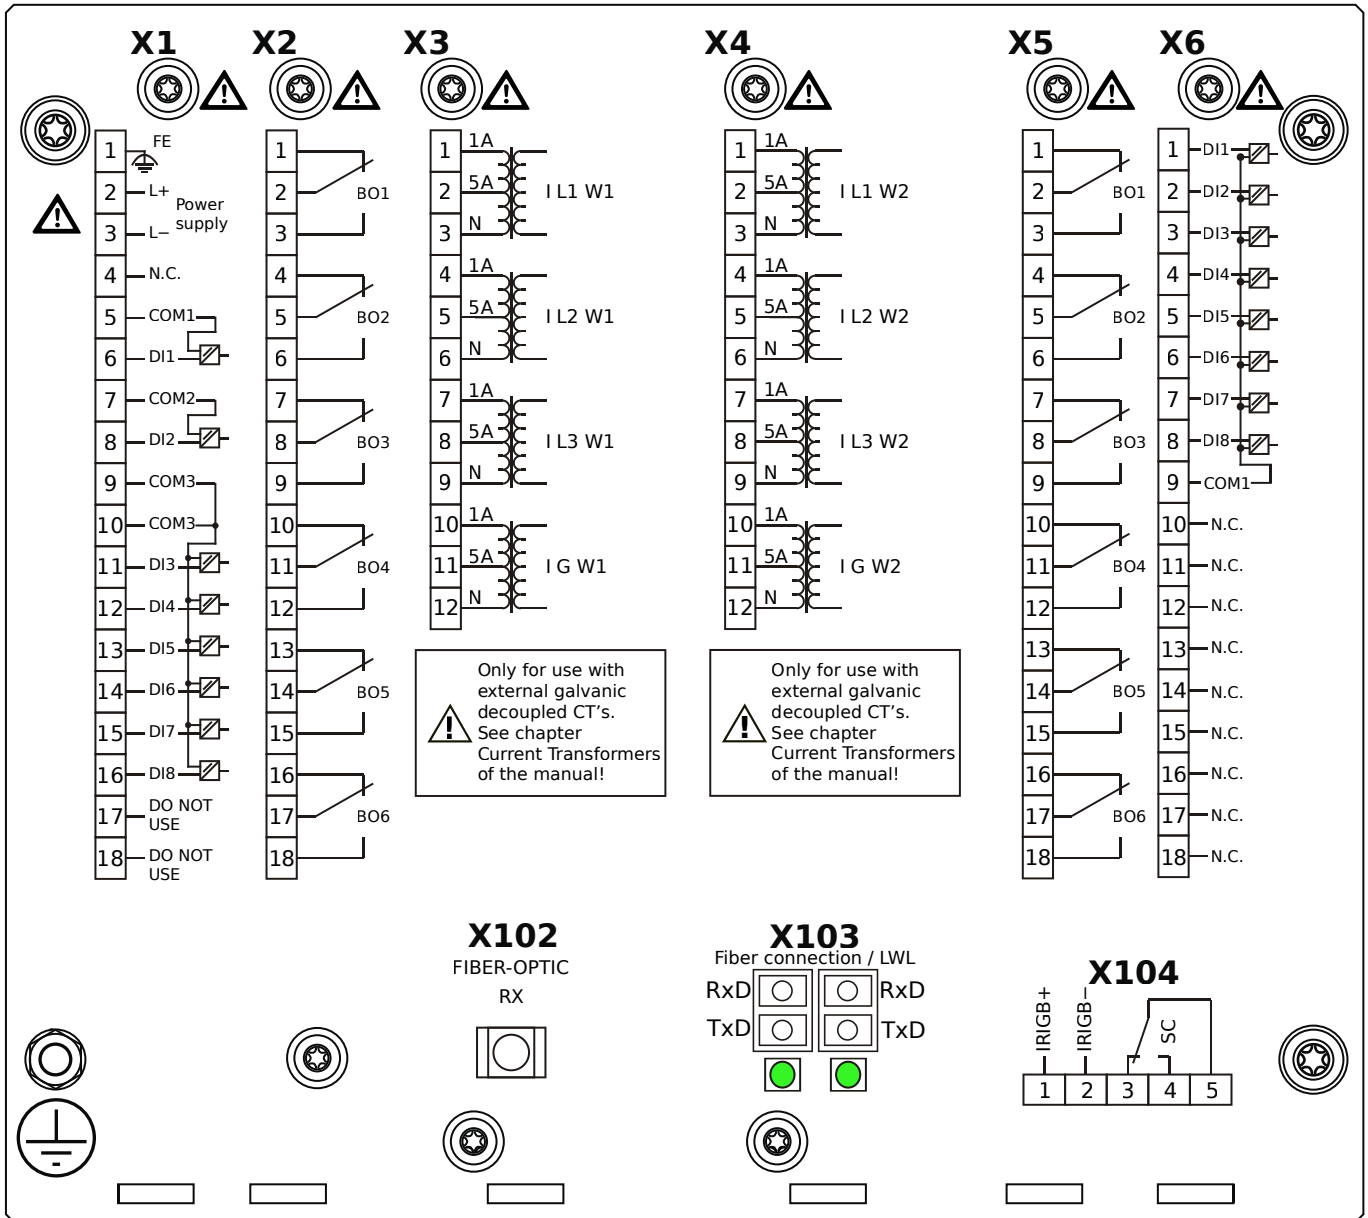 X1 X2 X3 X4 X5 X6
1 FE
2 L+
Power
supply
3 L−
4 N.C.
5 COM1
6 DI1
7 COM2
8 DI2
9 COM3
10 COM3
11 DI3
12 DI4
13 DI5
14 DI6
15 DI7
16 DI8
17 DO NOT
USE
18 DO NOT
USE
1
2 BO1
3
4
5 BO2
6
7
8 BO3
9
10
11 BO4
12
13
14 BO5
15
16
17 BO6
18
1 1A
2 5A I L1 W1
3 N
4 1A
5 5A I L2 W1
6 N
7 1A
8 5A I L3 W1
9 N
10 1A
11 5A I G W1
12 N
Only for use with
external galvanic
decoupled CT's.
See chapter
Current Transformers
of the manual!
1 1A
2 5A I L1 W2
3 N
4 1A
5 5A I L2 W2
6 N
7 1A
8 5A I L3 W2
9 N
10 1A
11 5A I G W2
12 N
Only for use with
external galvanic
decoupled CT's.
See chapter
Current Transformers
of the manual!
1
2 BO1
3
4
5 BO2
6
7
8 BO3
9
10
11 BO4
12
13
14 BO5
15
16
17 BO6
18
1 DI1
2 DI2
3 DI3
4 DI4
5 DI5
6 DI6
7 DI7
8 DI8
9 COM1
10 N.C.
11 N.C.
12 N.C.
13 N.C.
14 N.C.
15 N.C.
16 N.C.
17 N.C.
18 N.C.
X102
FIBER-OPTIC
RX
X103
Fiber connection / LWL
RxD RxD
TxD TxD
X104
IRIGB+
IRIGB−
SC
1 2 3 4 5